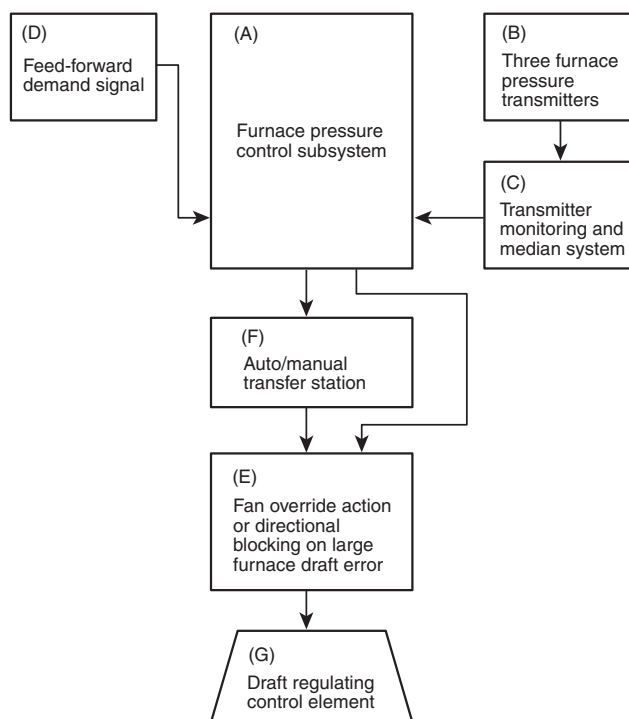 (D)
Feed-forward
demand signal
(A)
Furnace pressure
control subsystem
(B)
Three furnace
pressure
transmitters
(C)
Transmitter
monitoring and
median system
(F)
Auto/manual
transfer station
(E)
Fan override action
or directional
blocking on large
furnace draft error
(G)
Draft regulating
control element